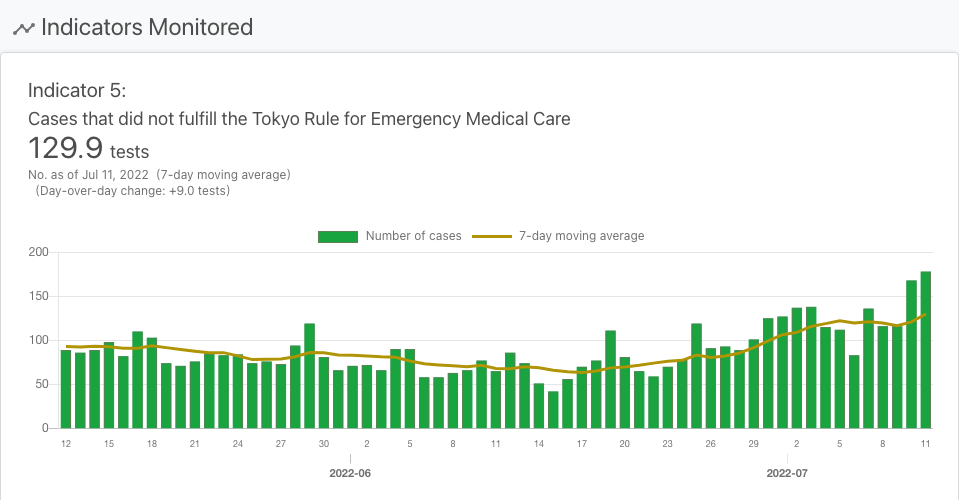 Indicators Monitored
Indicator 5:
Cases that did not fulfill the Tokyo Rule for Emergency Medical Care
129.9 tests
No. as of Jul 11, 2022 (7-day moving average)
(Day-over-day change: +9.0 tests)
Number of cases 7-day moving average
200
150
100
50
0
12 15 18 21 24 27 30 2 5 8 11 14 17 20 23 26 29 2 5 8 11
2022-06 2022-07